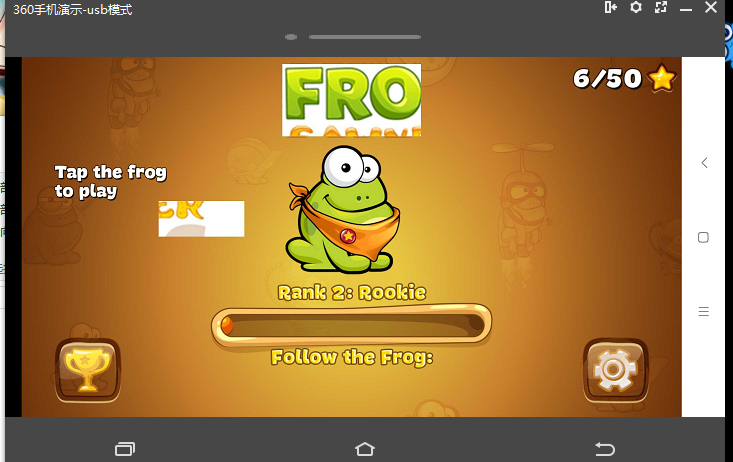 360手机演示-usb模式
FRO
6/50
Tap the frog
to play
ER
Rank 2: Rookie
Follow the Frog: